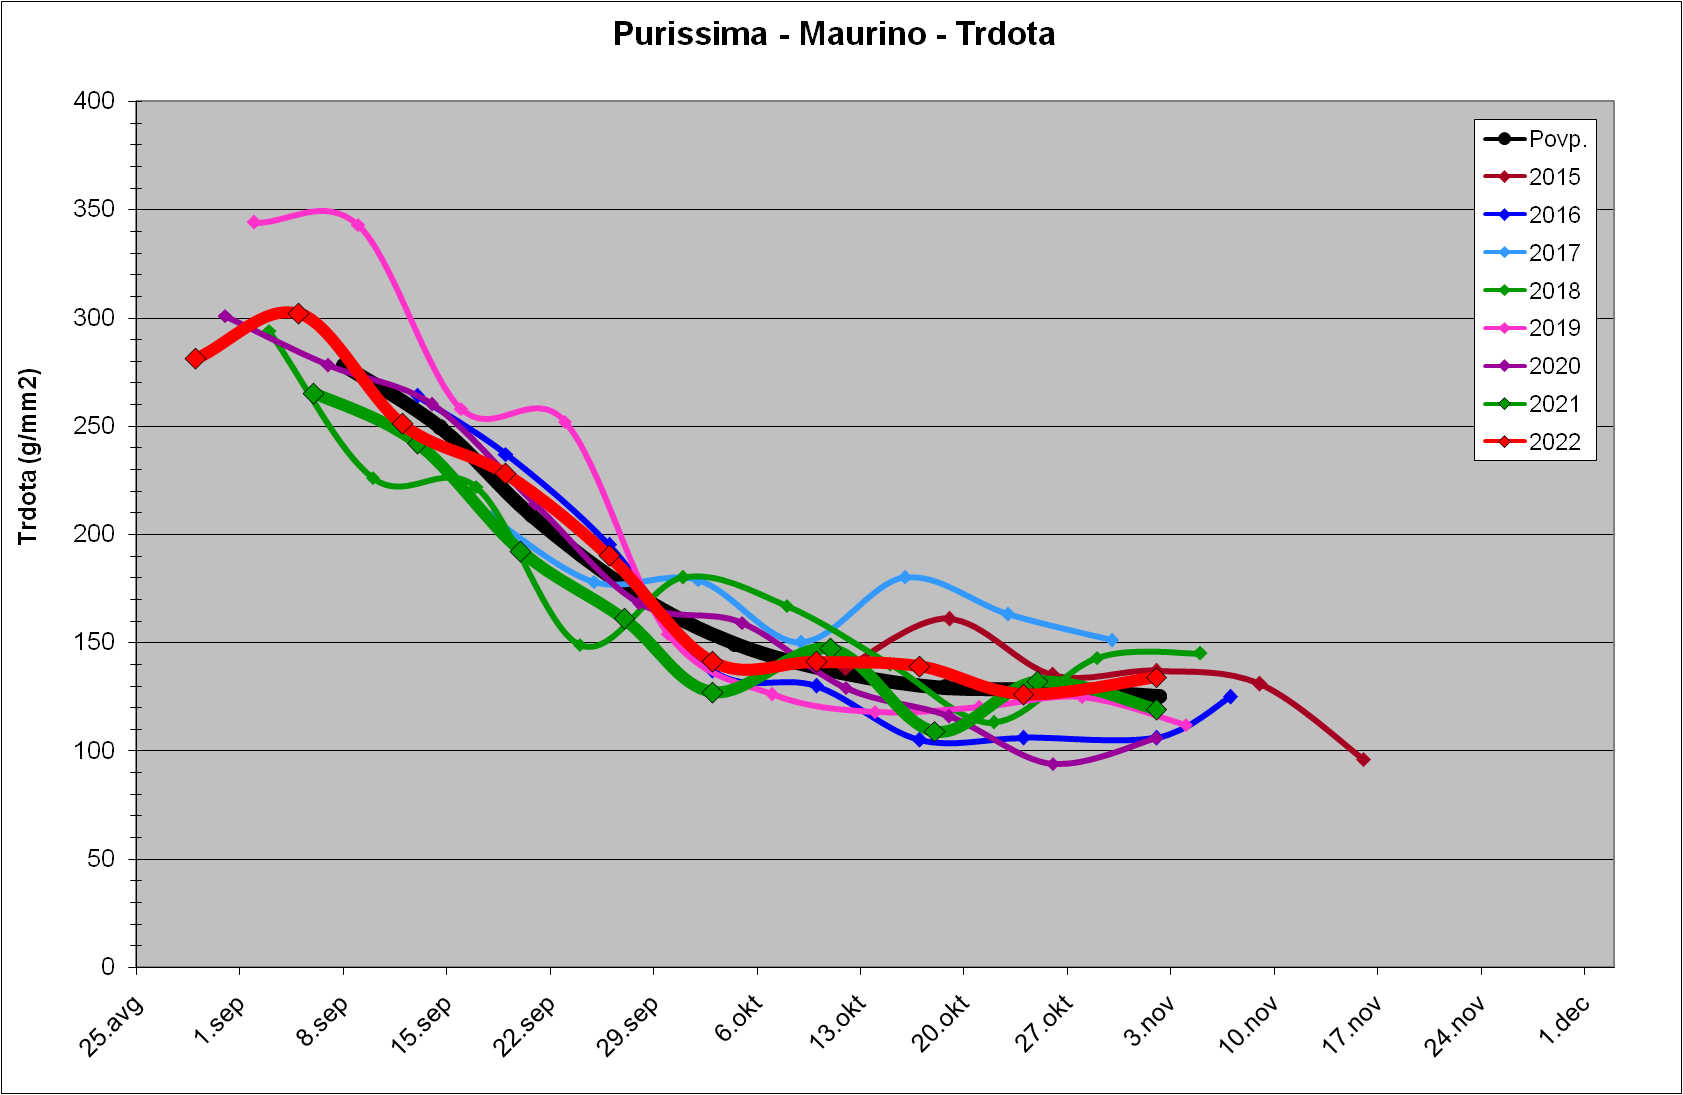 Purissima - Maurino - Trdota
Trdota (g/mm2)
400
350
300
250
200
150
100
50
0
25.avg
1.sep
8.sep
15.sep
22.sep
29.sep
6.okt
13.okt
20.okt
27.okt
3.nov
10.nov
17.nov
24.nov
1.dec
Povp.
2015
2016
2017
2018
2019
2020
2021
2022